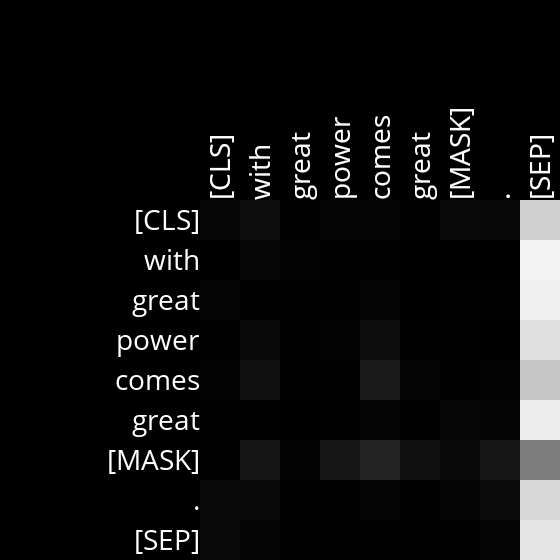 [CLS] with great power comes great [MASK] . [SEP]
[CLS]
with
great
power
comes
great
[MASK]
.
[SEP]